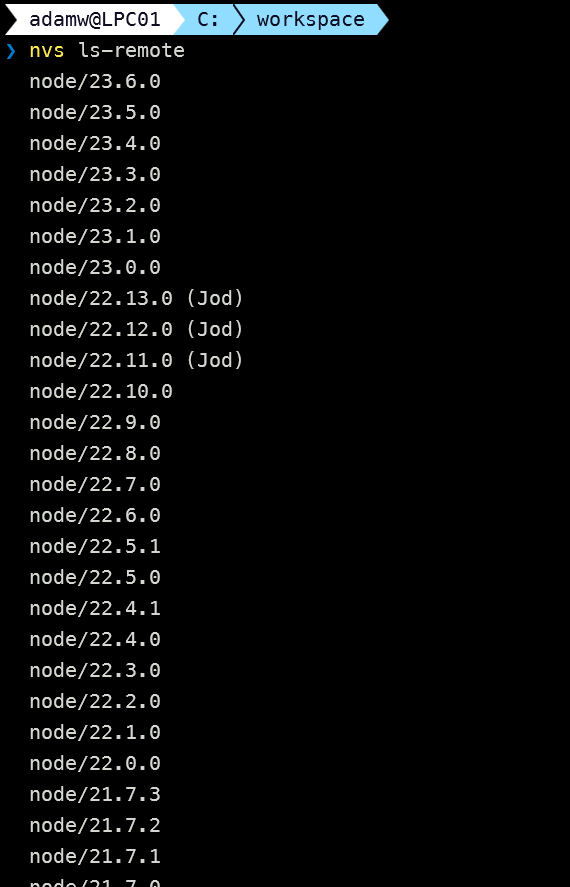 adamw@LPC01 C: workspace
❯ nvs ls-remote
node/23.6.0
node/23.5.0
node/23.4.0
node/23.3.0
node/23.2.0
node/23.1.0
node/23.0.0
node/22.13.0 (Jod)
node/22.12.0 (Jod)
node/22.11.0 (Jod)
node/22.10.0
node/22.9.0
node/22.8.0
node/22.7.0
node/22.6.0
node/22.5.1
node/22.5.0
node/22.4.1
node/22.4.0
node/22.3.0
node/22.2.0
node/22.1.0
node/22.0.0
node/21.7.3
node/21.7.2
node/21.7.1
node/21.7.0